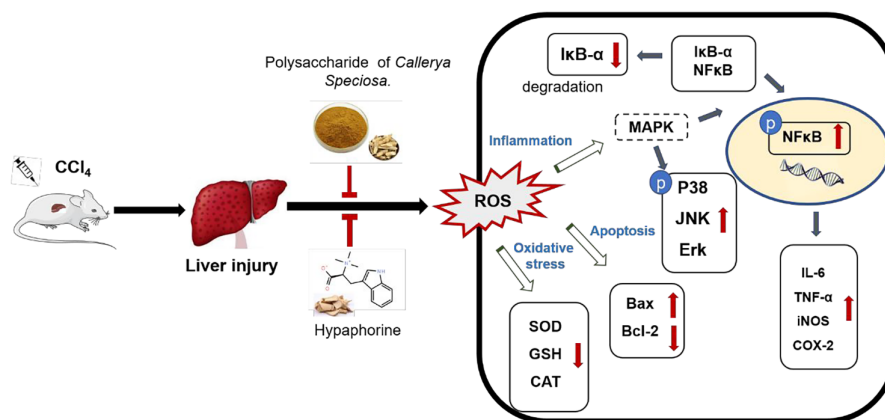 Polysaccharide of Callerya
Speciosa.
CCl4
Liver injury
Hypaphorine
ROS
Inflammation
Apoptosis
Oxidative
stress
IκB-α
degradation
IκB-α
NFκB
MAPK
p
NFκB
p
P38
JNK
Erk
SOD
GSH
CAT
Bax
Bcl-2
IL-6
TNF-α
iNOS
COX-2